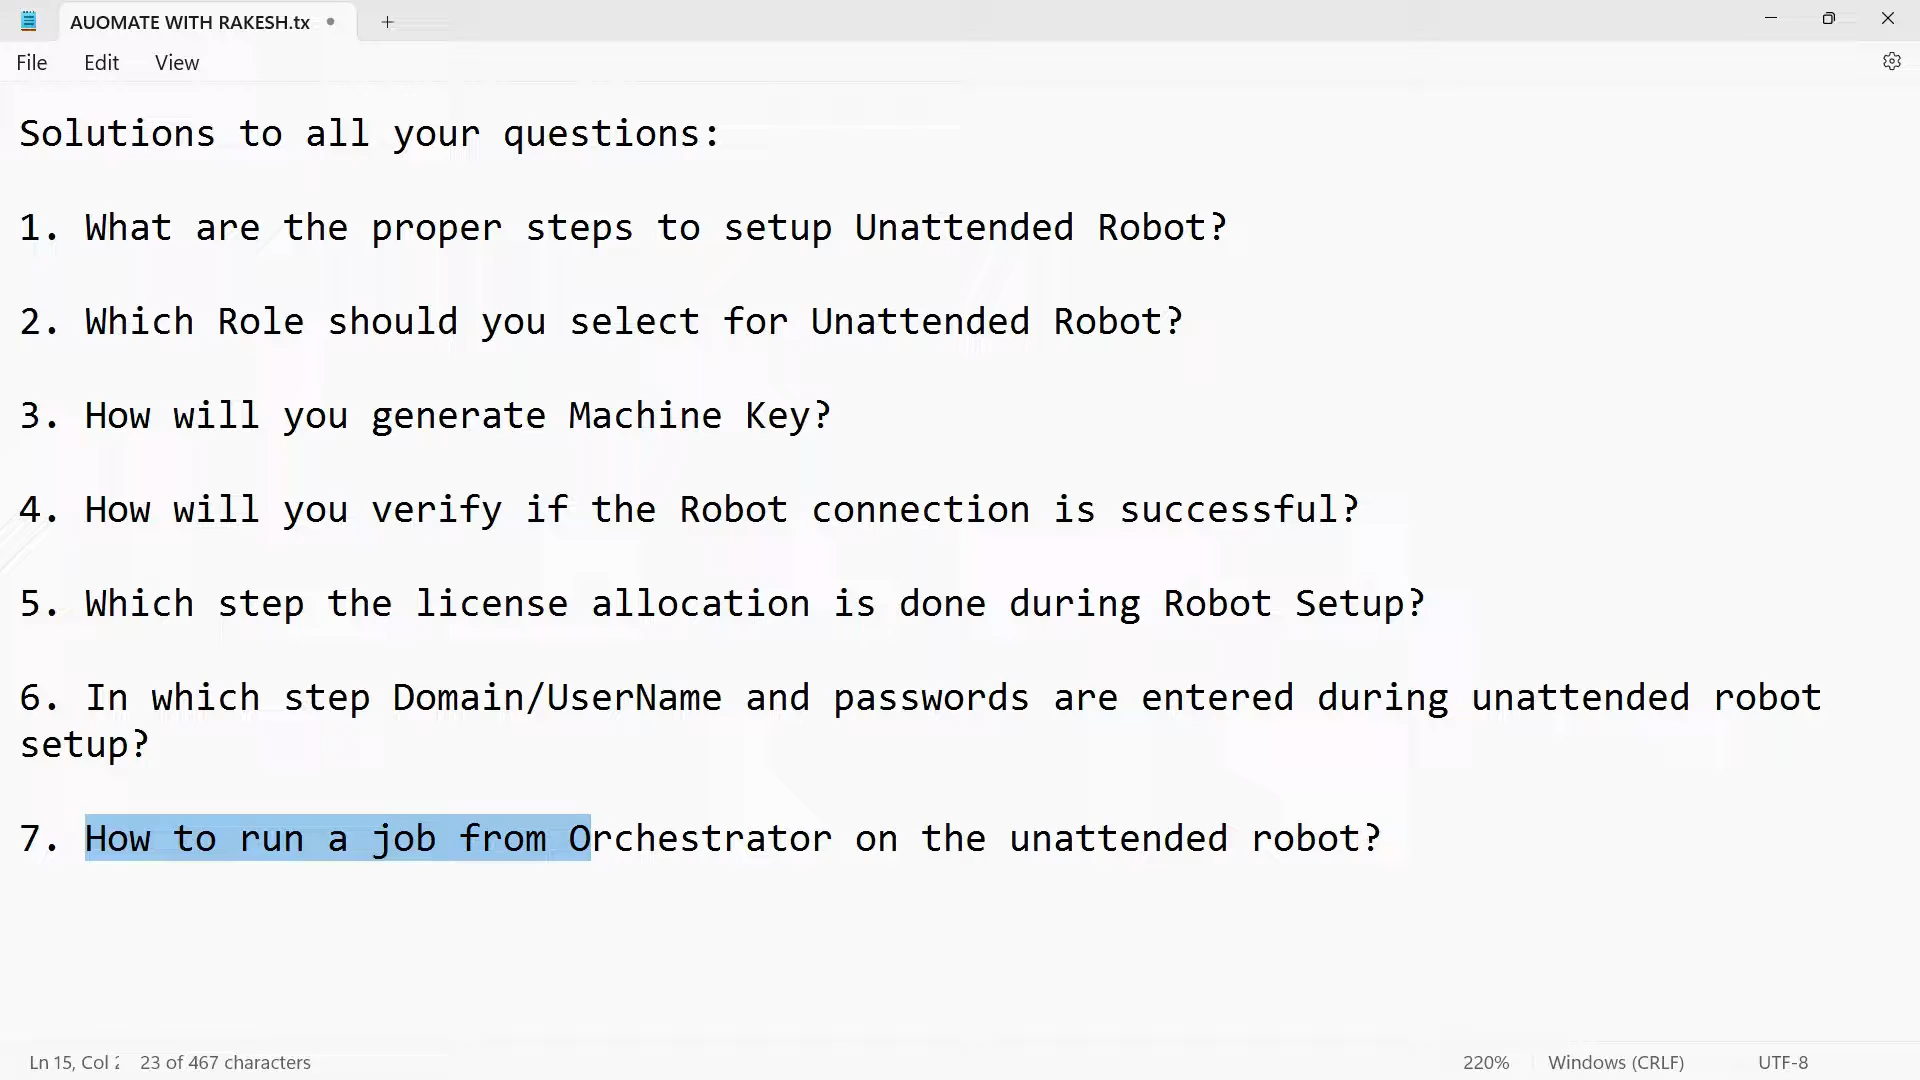 AUOMATE WITH RAKESH.tx
File Edit View
Solutions to all your questions:
1. What are the proper steps to setup Unattended Robot?
2. Which Role should you select for Unattended Robot?
3. How will you generate Machine Key?
4. How will you verify if the Robot connection is successful?
5. Which step the license allocation is done during Robot Setup?
6. In which step Domain/UserName and passwords are entered during unattended robot
setup?
7. How to run a job from Orchestrator on the unattended robot?
Ln 15, Col 23 of 467 characters 220% Windows (CRLF) UTF-8